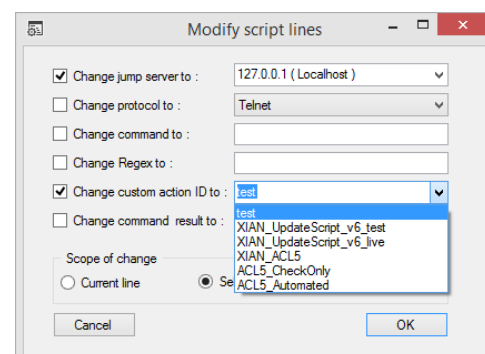 Modify script lines
Change jump server to :
127.0.0.1 ( Localhost )
Change protocol to :
Telnet
Change command to :
Change Regex to :
Change custom action ID to :
test
test
XIAN_UpdateScript_v6_test
XIAN_UpdateScript_v6_live
XIAN_ACL5
ACL5_CheckOnly
ACL5_Automated
Change command result to :
Scope of change
Current line
Se
Cancel
OK